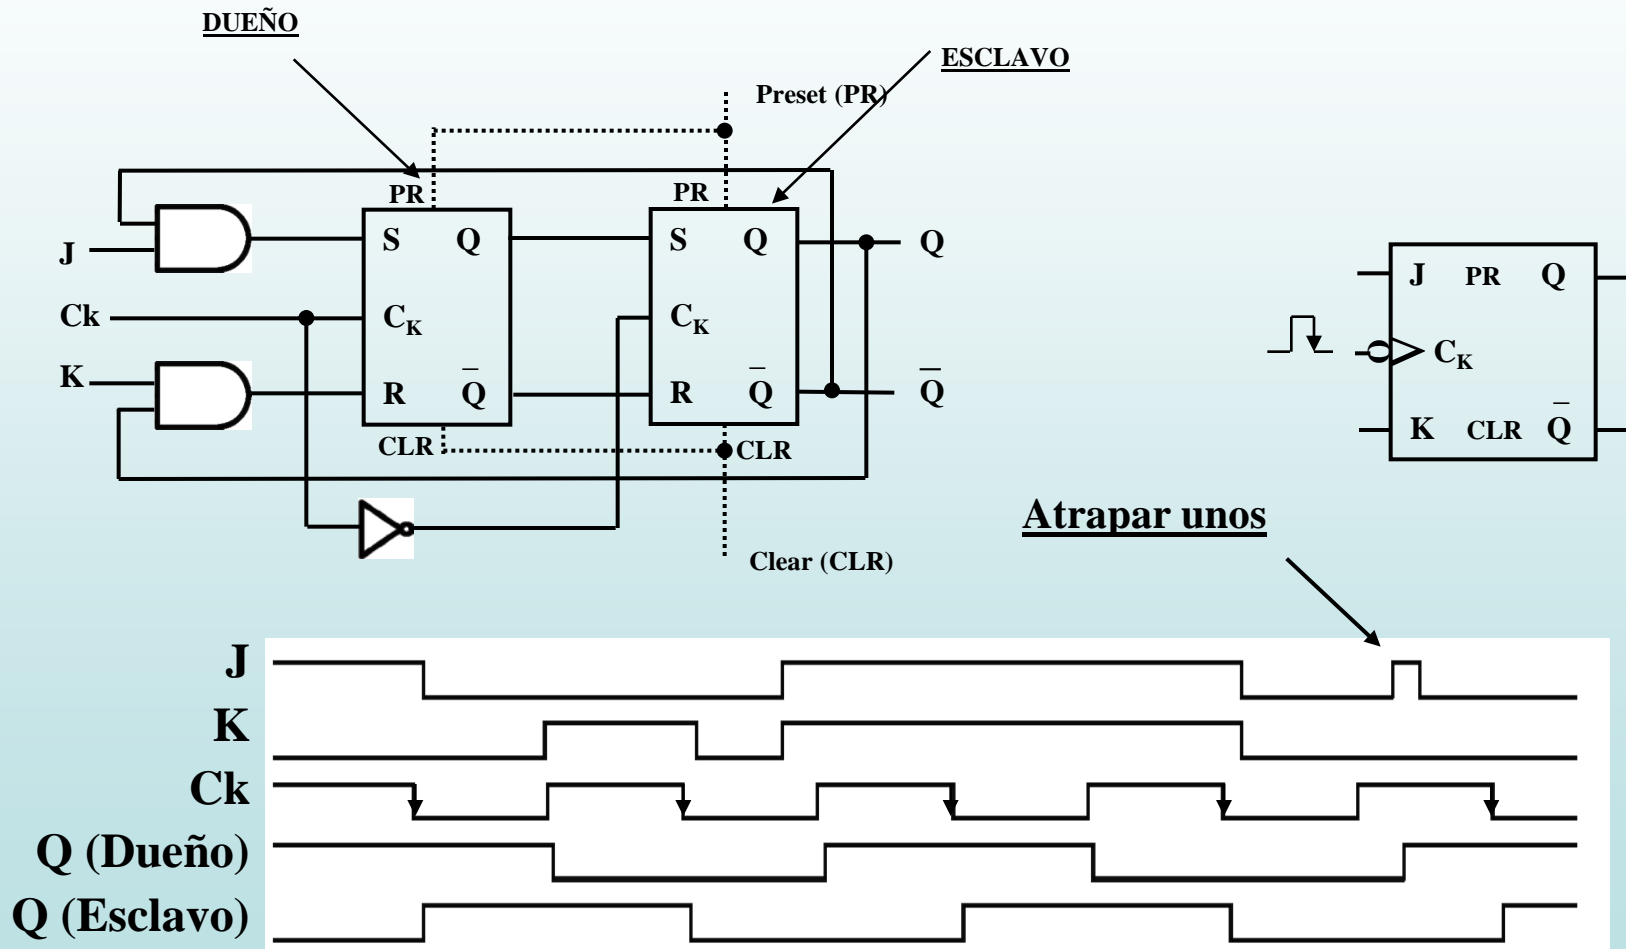 DUEÑO
ESCLAVO
Preset (PR)
PR
PR
J
S Q
S Q
Q
J PR Q
Ck
CK
CK
CK
K
R Q̅
R Q̅
Q̅
K CLR Q̅
CLR
CLR
Atrapar unos
Clear (CLR)
J
K
Ck
Q (Dueño)
Q (Esclavo)